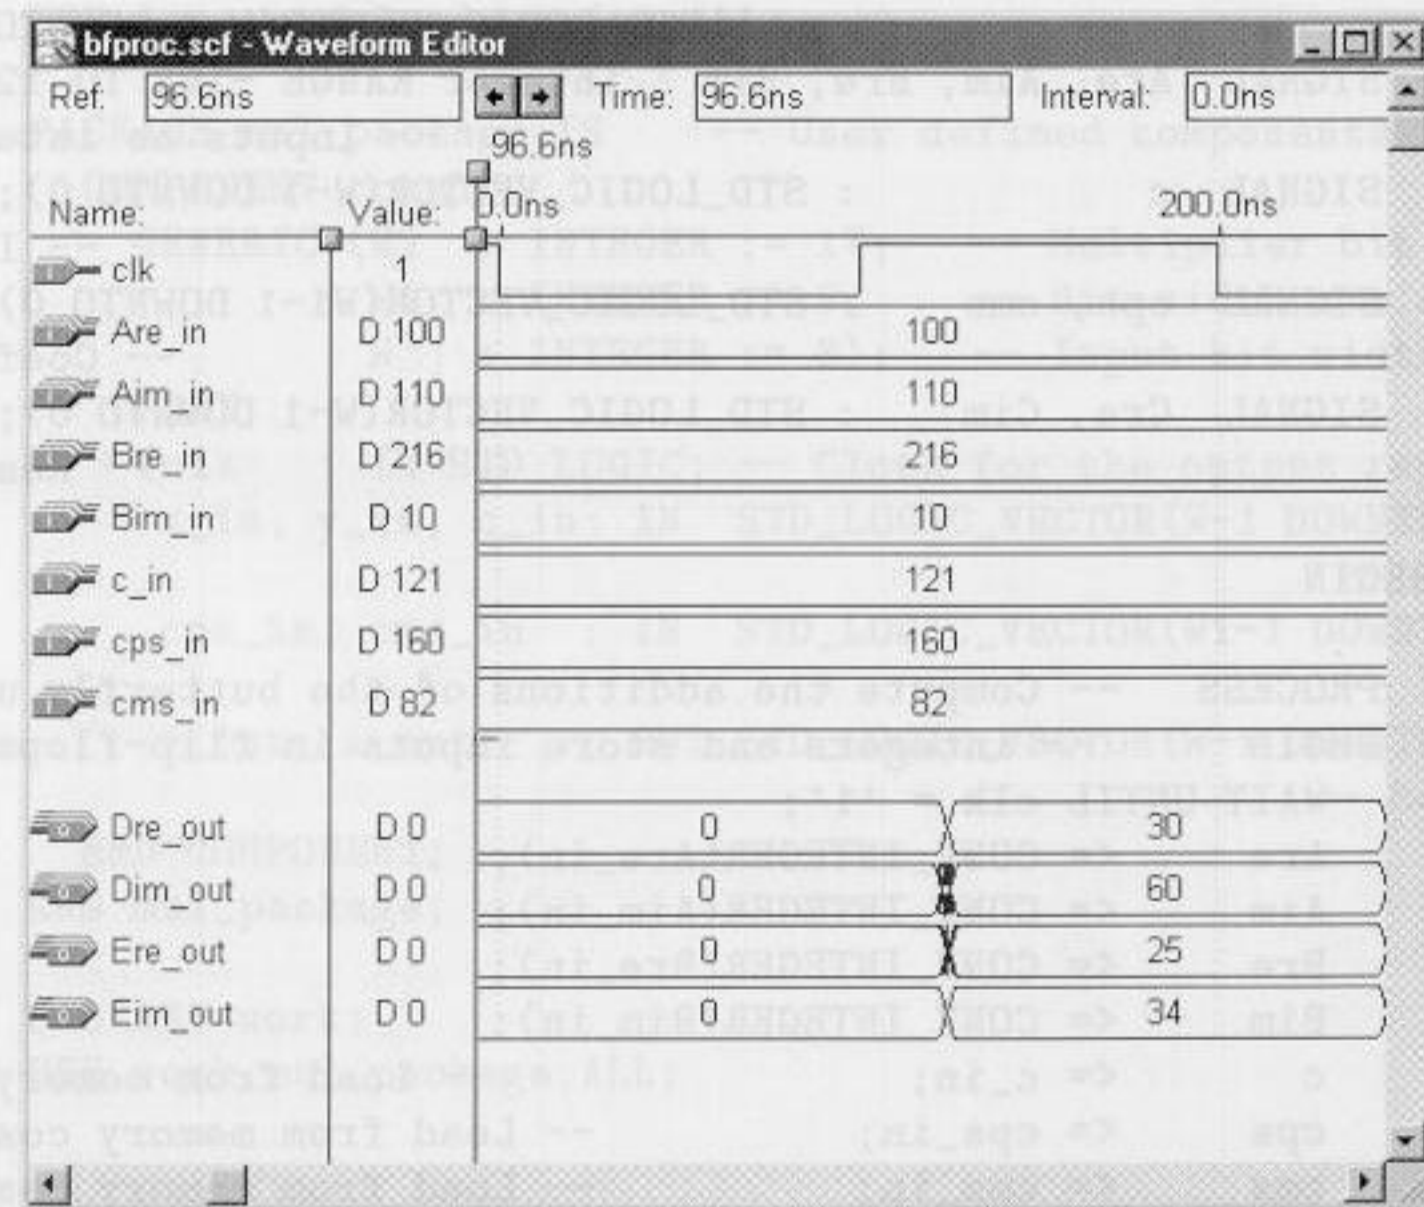 bfproc.scf - Waveform Editor
Ref: 96.6ns Time: 96.6ns Interval: 0.0ns
96.6ns
Name: Value: 0.0ns 200.0ns
clk 1
Are_in D 100 100
Aim_in D 110 110
Bre_in D 216 216
Bim_in D 10 10
c_in D 121 121
cps_in D 160 160
cms_in D 82 82
Dre_out D 0 0 30
Dim_out D 0 0 60
Ere_out D 0 0 25
Eim_out D 0 0 34